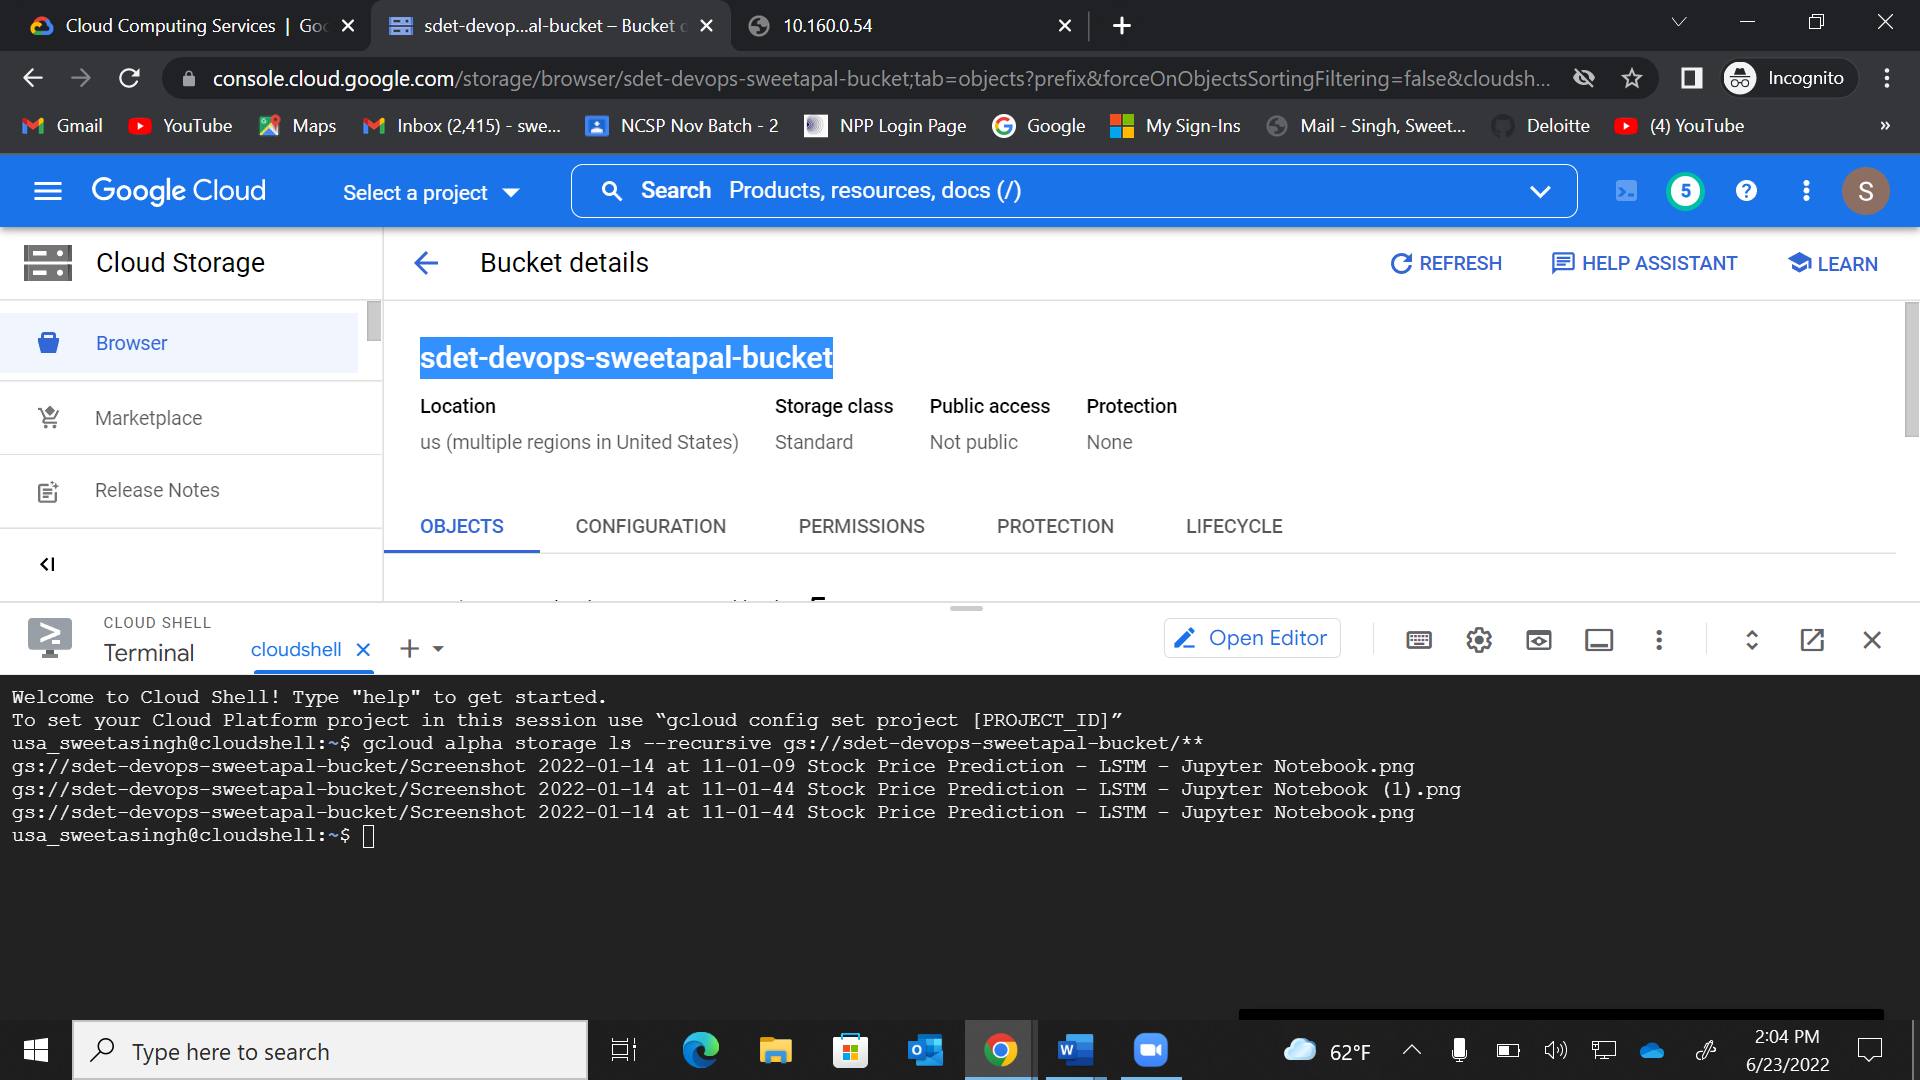 Cloud Computing Services | Goo
sdet-devop...al-bucket – Bucket d
10.160.0.54
console.cloud.google.com/storage/browser/sdet-devops-sweetapal-bucket;tab=objects?prefix&forceOnObjectsSortingFiltering=false&cloudsh...
Incognito
Gmail
YouTube
Maps
Inbox (2,415) - swe...
NCSP Nov Batch - 2
NPP Login Page
Google
My Sign-Ins
Mail - Singh, Sweet...
Deloitte
(4) YouTube
»
Google Cloud
Select a project
Search Products, resources, docs (/)
5
?
S
Cloud Storage
Bucket details
REFRESH
HELP ASSISTANT
LEARN
Browser
Marketplace
Release Notes
sdet-devops-sweetapal-bucket
Location
Storage class
Public access
Protection
us (multiple regions in United States)
Standard
Not public
None
OBJECTS
CONFIGURATION
PERMISSIONS
PROTECTION
LIFECYCLE
CLOUD SHELL
Terminal
cloudshell
Open Editor
Welcome to Cloud Shell! Type "help" to get started.
To set your Cloud Platform project in this session use “gcloud config set project [PROJECT_ID]”
usa_sweetasingh@cloudshell:~$ gcloud alpha storage ls --recursive gs://sdet-devops-sweetapal-bucket/**
gs://sdet-devops-sweetapal-bucket/Screenshot 2022-01-14 at 11-01-09 Stock Price Prediction - LSTM - Jupyter Notebook.png
gs://sdet-devops-sweetapal-bucket/Screenshot 2022-01-14 at 11-01-44 Stock Price Prediction - LSTM - Jupyter Notebook (1).png
gs://sdet-devops-sweetapal-bucket/Screenshot 2022-01-14 at 11-01-44 Stock Price Prediction - LSTM - Jupyter Notebook.png
usa_sweetasingh@cloudshell:~$
Type here to search
62°F
2:04 PM
6/23/2022